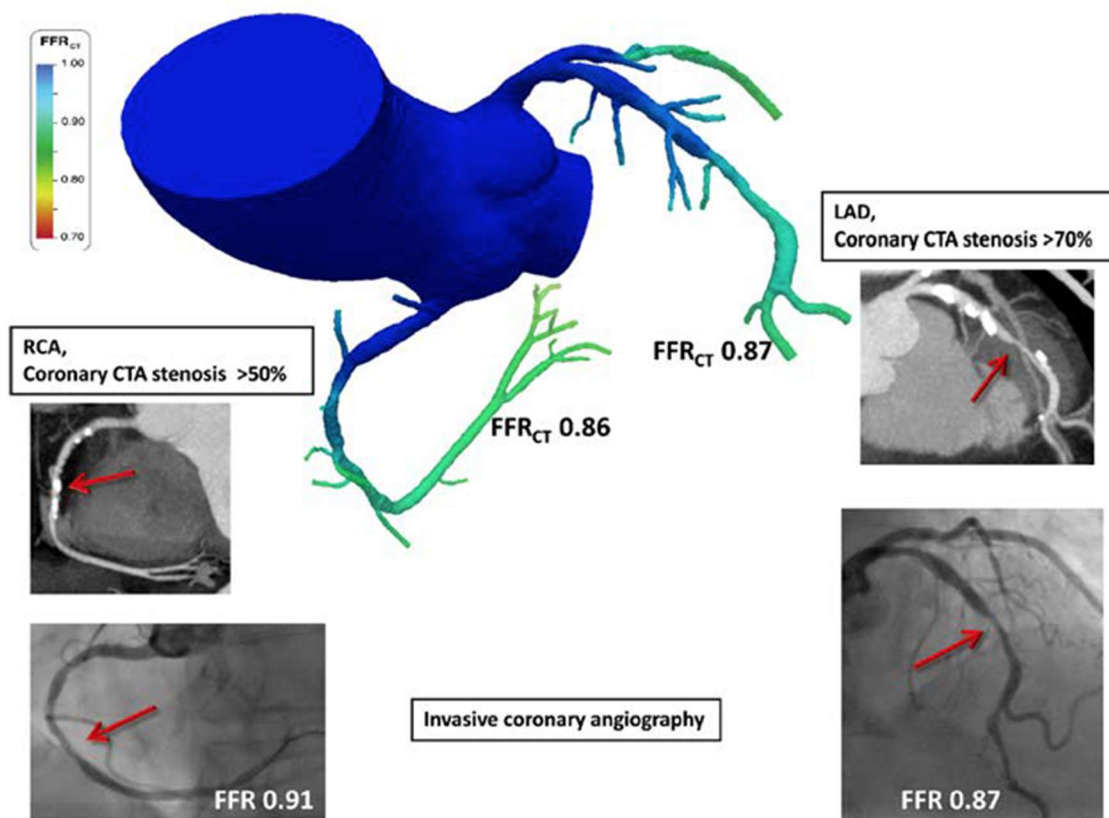 FFRCT
1.00
0.90
0.80
0.70
LAD,
Coronary CTA stenosis >70%
RCA,
Coronary CTA stenosis  >50%
FFRCT 0.87
FFRCT 0.86
Invasive coronary angiography
FFR 0.91
FFR 0.87